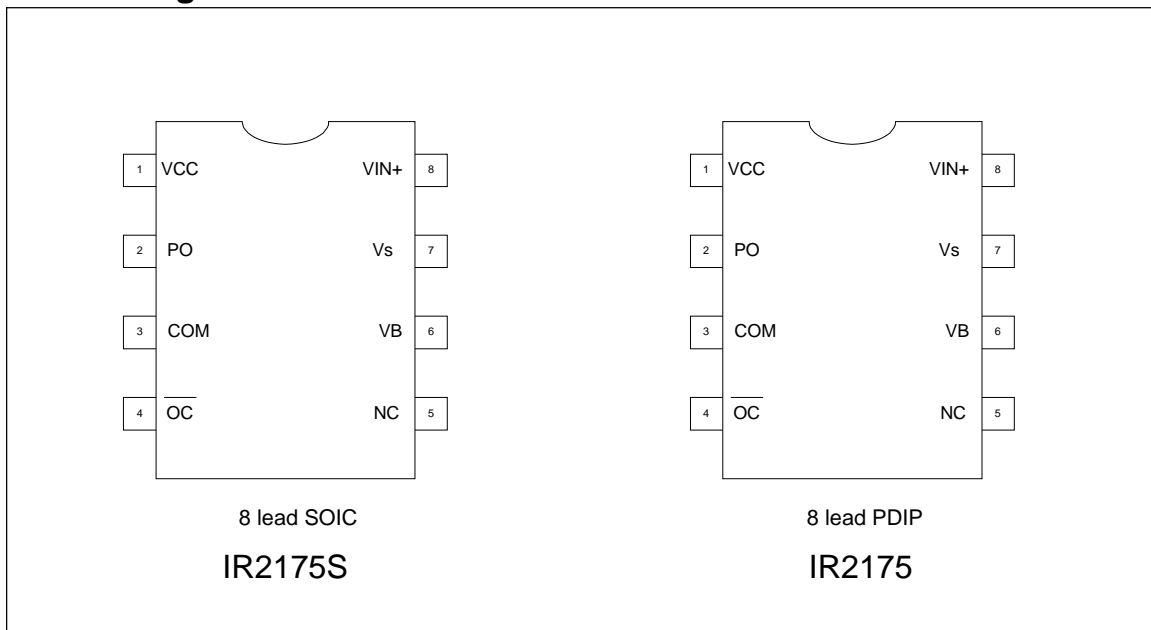 1 VCC VIN+ 8
2 PO Vs 7
3 COM VB 6
4 OC NC 5
8 lead SOIC
IR2175S
1 VCC VIN+ 8
2 PO Vs 7
3 COM VB 6
4 OC NC 5
8 lead PDIP
IR2175